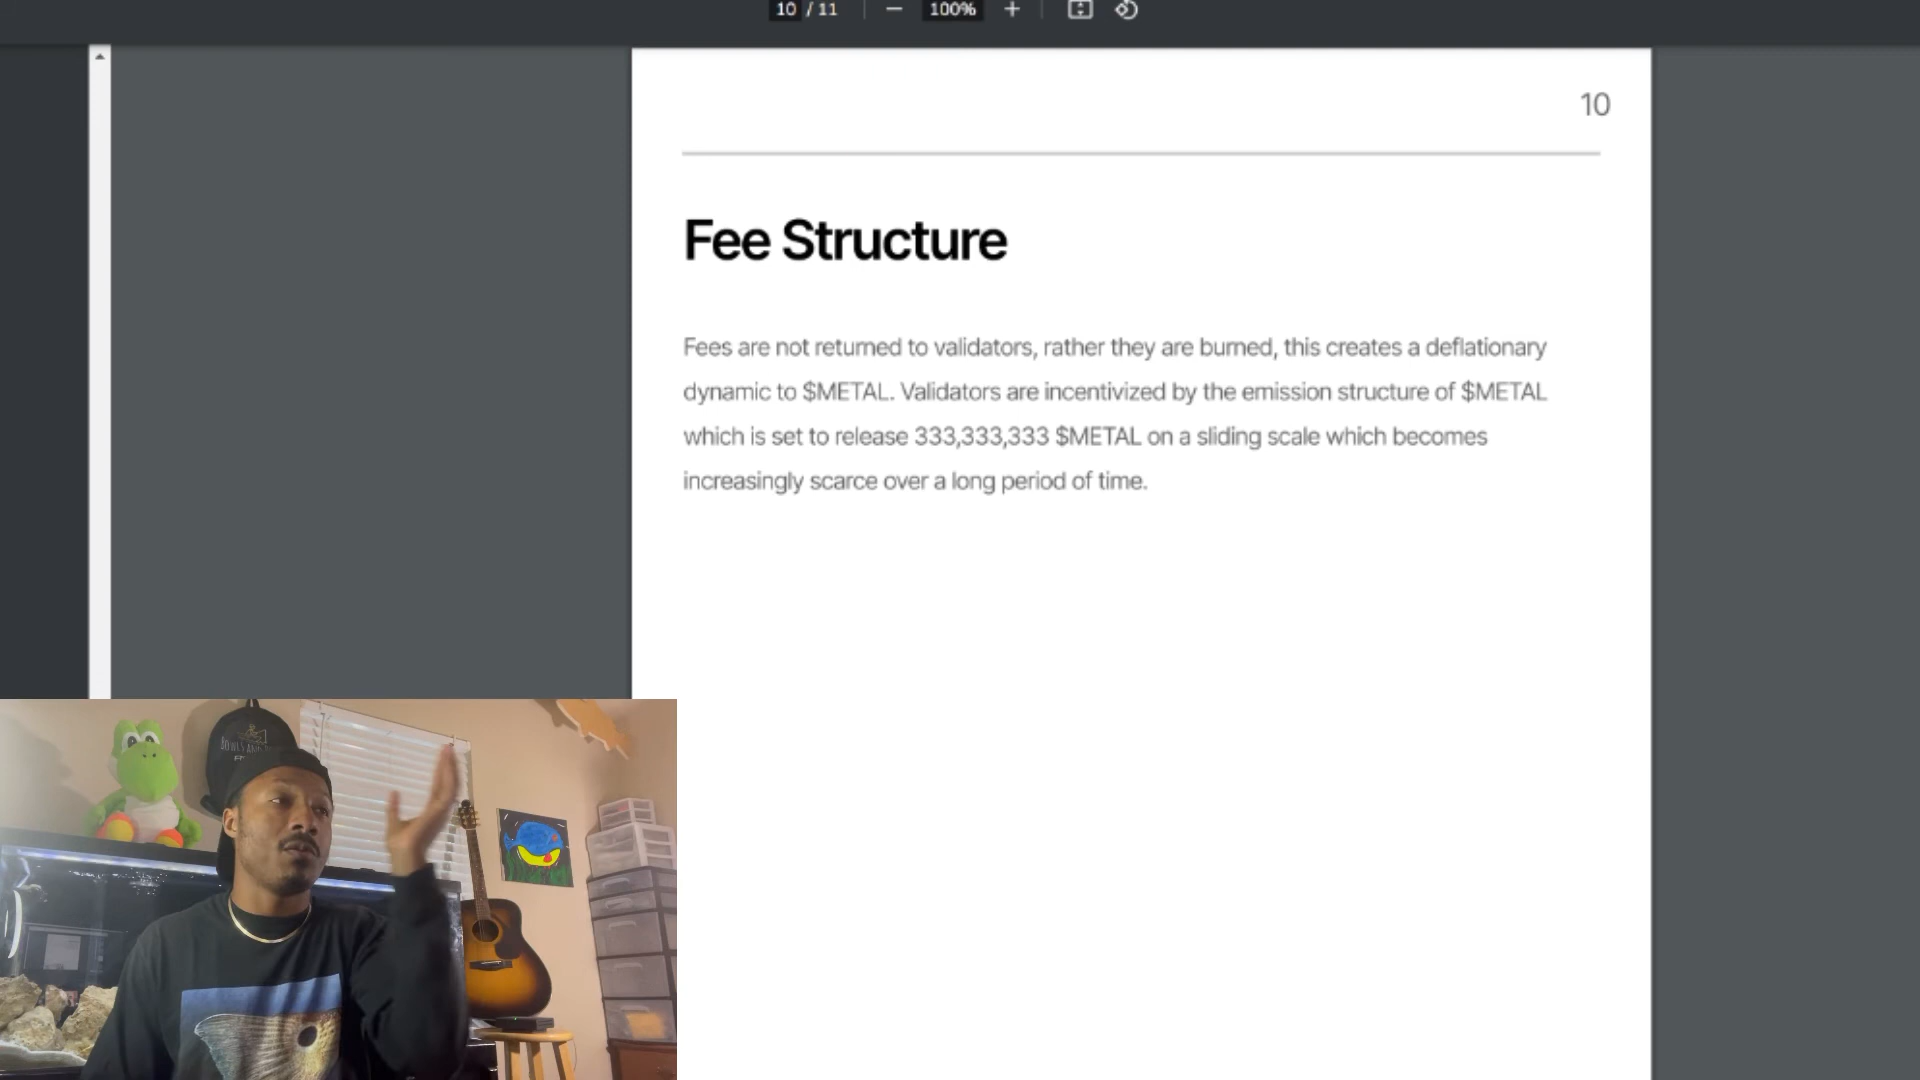 10 / 11
100%
10
Fee Structure
Fees are not returned to validators, rather they are burned, this creates a deflationary
dynamic to $METAL. Validators are incentivized by the emission structure of $METAL
which is set to release 333,333,333 $METAL on a sliding scale which becomes
increasingly scarce over a long period of time.